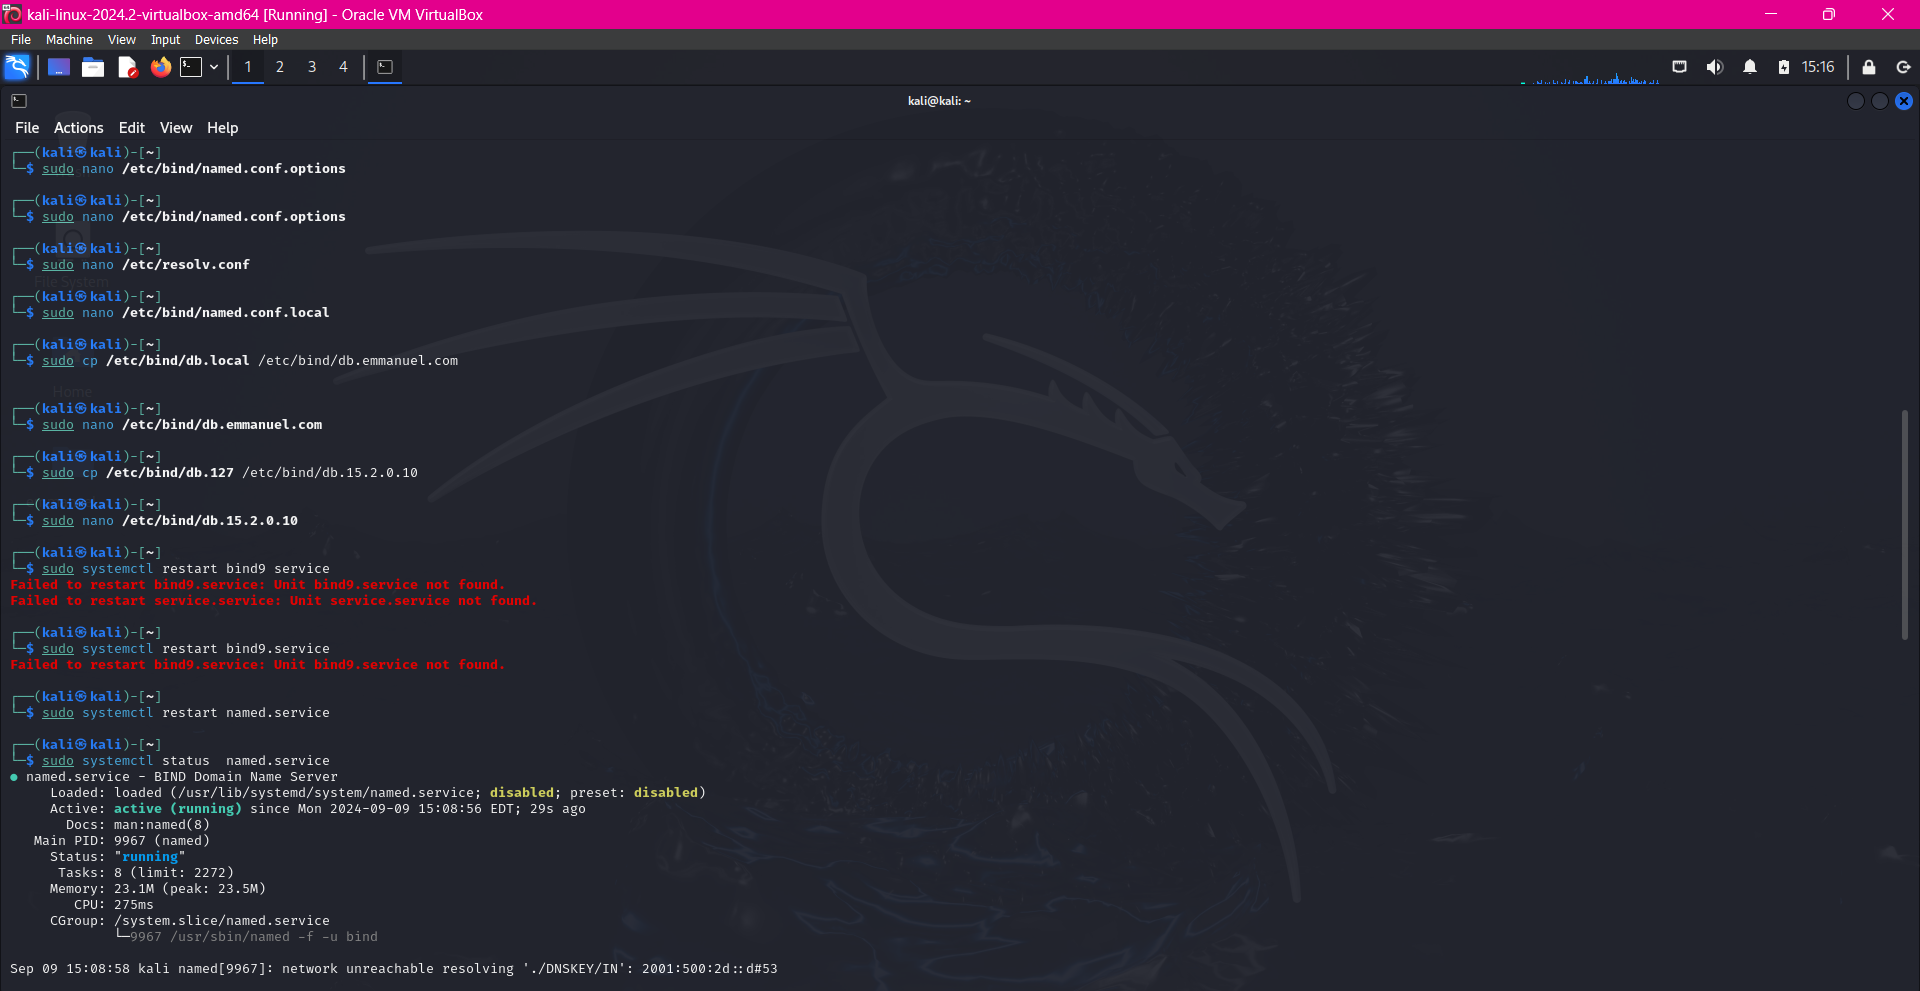 kali-linux-2024.2-virtualbox-amd64 [Running] - Oracle VM VirtualBox
File Machine View Input Devices Help
1 2 3 4 15:16
kali@kali: ~
File Actions Edit View Help
┌──(kali㉿kali)-[~]
└─$ sudo nano /etc/bind/named.conf.options
┌──(kali㉿kali)-[~]
└─$ sudo nano /etc/bind/named.conf.options
┌──(kali㉿kali)-[~]
└─$ sudo nano /etc/resolv.conf
File System
┌──(kali㉿kali)-[~]
└─$ sudo nano /etc/bind/named.conf.local
┌──(kali㉿kali)-[~]
└─$ sudo cp /etc/bind/db.local /etc/bind/db.emmanuel.com
Home
┌──(kali㉿kali)-[~]
└─$ sudo nano /etc/bind/db.emmanuel.com
┌──(kali㉿kali)-[~]
└─$ sudo cp /etc/bind/db.127 /etc/bind/db.15.2.0.10
┌──(kali㉿kali)-[~]
└─$ sudo nano /etc/bind/db.15.2.0.10
┌──(kali㉿kali)-[~]
└─$ sudo systemctl restart bind9 service
Failed to restart bind9.service: Unit bind9.service not found.
Failed to restart service.service: Unit service.service not found.
┌──(kali㉿kali)-[~]
└─$ sudo systemctl restart bind9.service
Failed to restart bind9.service: Unit bind9.service not found.
┌──(kali㉿kali)-[~]
└─$ sudo systemctl restart named.service
┌──(kali㉿kali)-[~]
└─$ sudo systemctl status  named.service
● named.service - BIND Domain Name Server
Loaded: loaded (/usr/lib/systemd/system/named.service; disabled; preset: disabled)
Active: active (running) since Mon 2024-09-09 15:08:56 EDT; 29s ago
Docs: man:named(8)
Main PID: 9967 (named)
Status: "running"
Tasks: 8 (limit: 2272)
Memory: 23.1M (peak: 23.5M)
CPU: 275ms
CGroup: /system.slice/named.service
└─9967 /usr/sbin/named -f -u bind
Sep 09 15:08:58 kali named[9967]: network unreachable resolving './DNSKEY/IN': 2001:500:2d::d#53